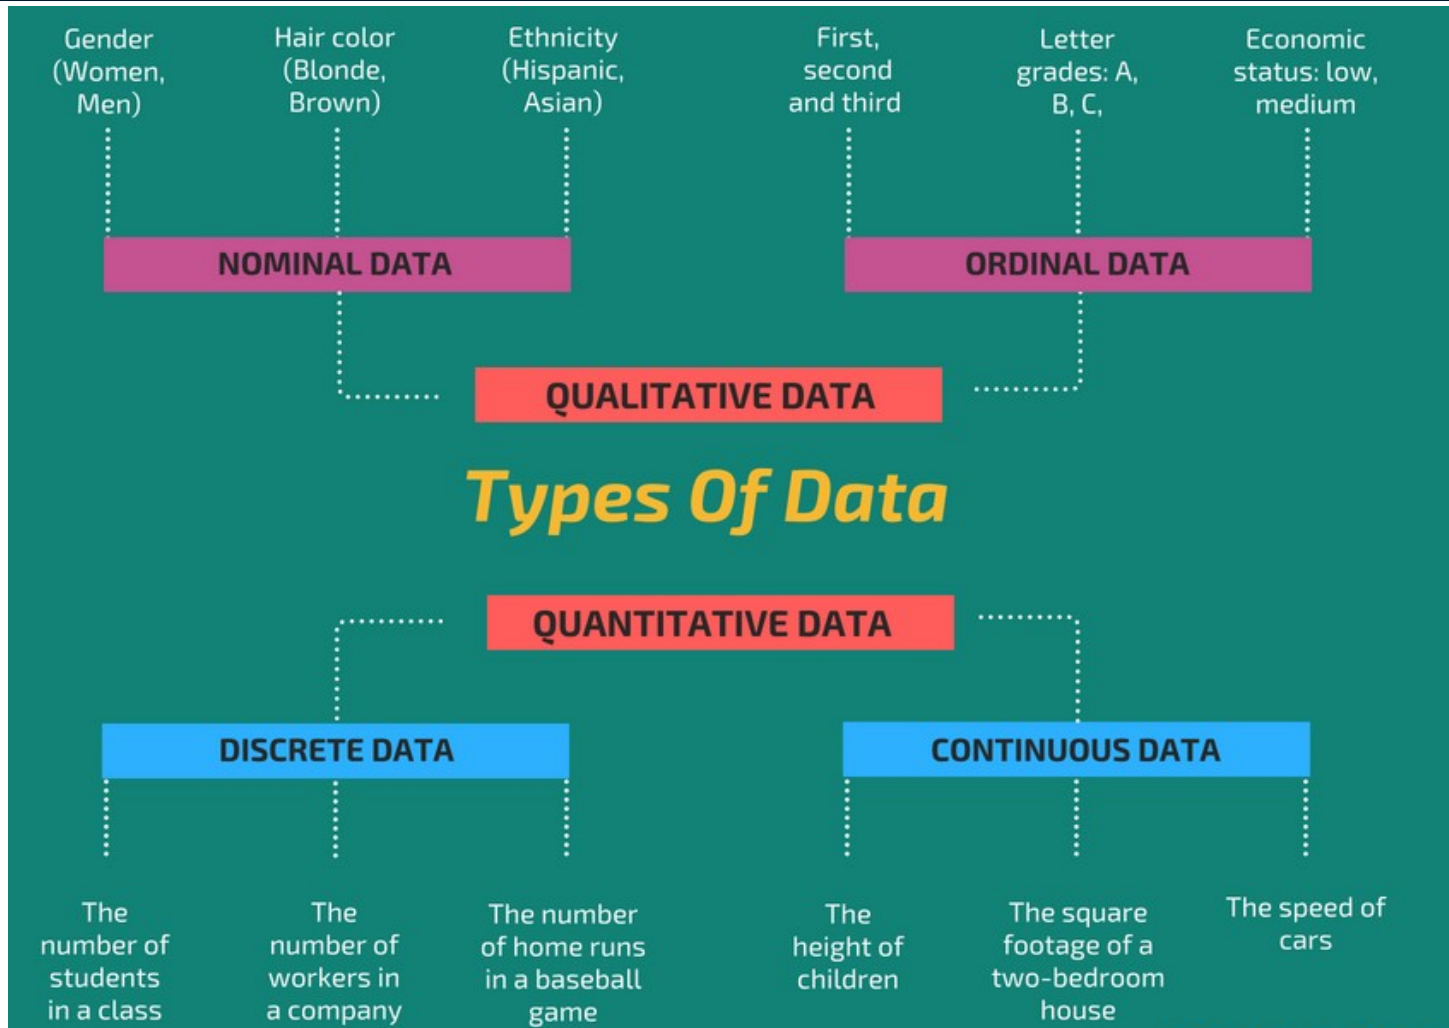 Gender
(Women,
Men)
Hair color
(Blonde,
Brown)
Ethnicity
(Hispanic,
Asian)
First,
second
and third
Letter
grades: A,
B, C,
Economic
status: low,
medium
NOMINAL DATA
ORDINAL DATA
QUALITATIVE DATA
Types Of Data
QUANTITATIVE DATA
DISCRETE DATA
CONTINUOUS DATA
The
number of
students
in a class
The
number of
workers in
a company
The number
of home runs
in a baseball
game
The
height of
children
The square
footage of a
two-bedroom
house
The speed of
cars